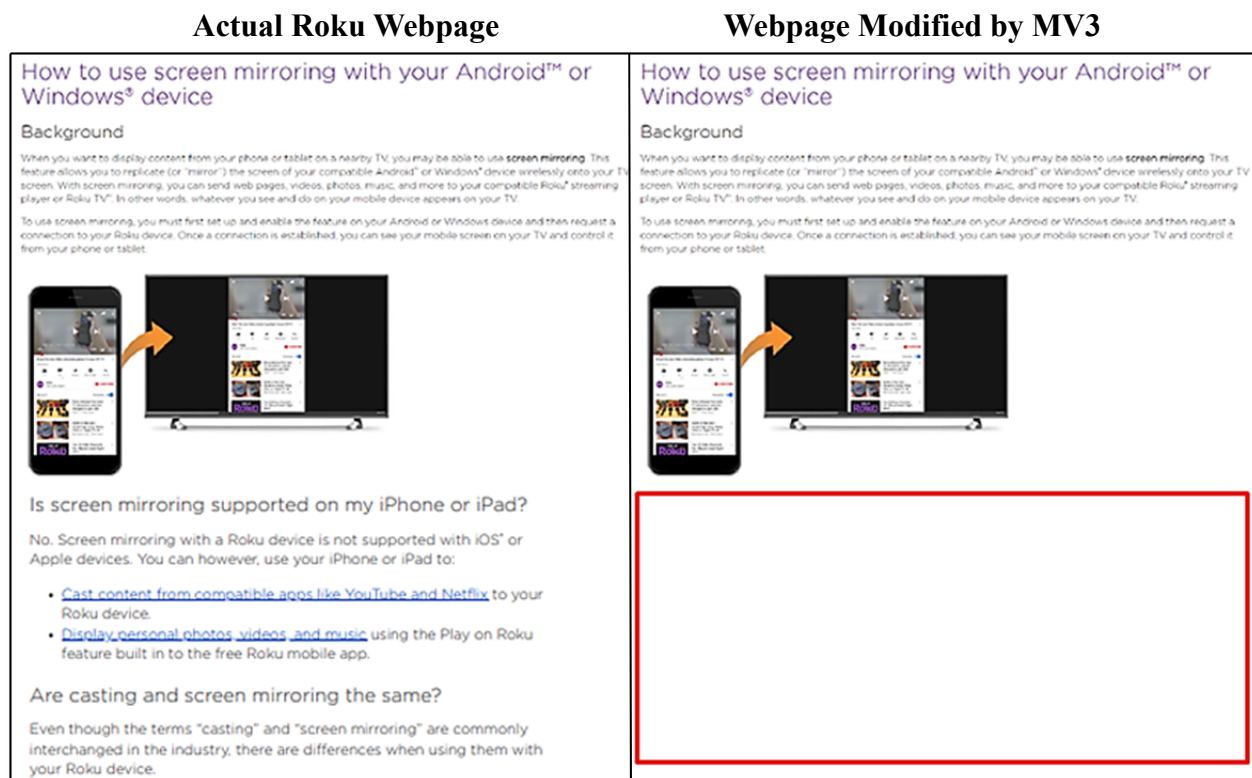 Actual Roku Webpage
Webpage Modified by MV3
How to use screen mirroring with your Android™ or
Windows® device
Background
When you want to display content from your phone or tablet on a nearby TV, you may be able to use screen mirroring. This
feature allows you to replicate (or "mirror") the screen of your compatible Android™ or Windows® device wirelessly onto your TV
screen. With screen mirroring, you can send web pages, videos, photos, music, and more to your compatible Roku® streaming
player or Roku TV™. In other words, whatever you see and do on your mobile device appears on your TV.
To use screen mirroring, you must first set up and enable the feature on your Android or Windows device and then request a
connection to your Roku device. Once a connection is established, you can see your mobile screen on your TV and control it
from your phone or tablet.
Roku
Roku
Is screen mirroring supported on my iPhone or iPad?
No. Screen mirroring with a Roku device is not supported with iOS® or
Apple devices. You can however, use your iPhone or iPad to:
• Cast content from compatible apps like YouTube and Netflix to your
Roku device.
• Display personal photos, videos, and music using the Play on Roku
feature built in to the free Roku mobile app.
Are casting and screen mirroring the same?
Even though the terms "casting" and "screen mirroring" are commonly
interchanged in the industry, there are differences when using them with
your Roku device.
How to use screen mirroring with your Android™ or
Windows® device
Background
When you want to display content from your phone or tablet on a nearby TV, you may be able to use screen mirroring. This
feature allows you to replicate (or "mirror") the screen of your compatible Android™ or Windows® device wirelessly onto your TV
screen. With screen mirroring, you can send web pages, videos, photos, music, and more to your compatible Roku® streaming
player or Roku TV™. In other words, whatever you see and do on your mobile device appears on your TV.
To use screen mirroring, you must first set up and enable the feature on your Android or Windows device and then request a
connection to your Roku device. Once a connection is established, you can see your mobile screen on your TV and control it
from your phone or tablet.
Roku
Roku